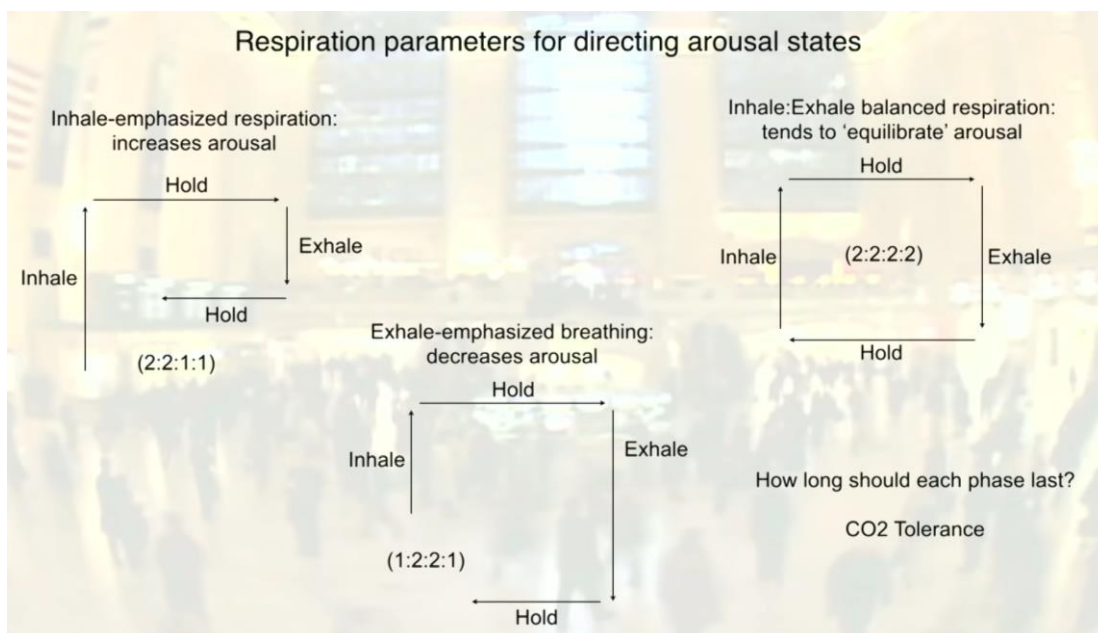 Respiration parameters for directing arousal states
Inhale-emphasized respiration:
increases arousal
Hold
Inhale
Exhale
Hold
(2:2:1:1)
Exhale-emphasized breathing:
decreases arousal
Hold
Inhale
Exhale
(1:2:2:1)
Hold
Inhale:Exhale balanced respiration:
tends to 'equilibrate' arousal
Hold
Inhale
(2:2:2:2)
Exhale
Hold
How long should each phase last?
CO2 Tolerance